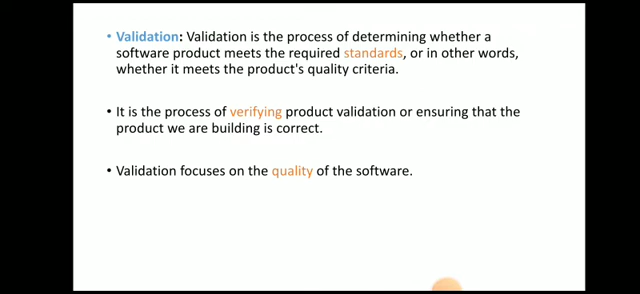 • Validation: Validation is the process of determining whether a
software product meets the required standards, or in other words,
whether it meets the product's quality criteria.
• It is the process of verifying product validation or ensuring that the
product we are building is correct.
• Validation focuses on the quality of the software.